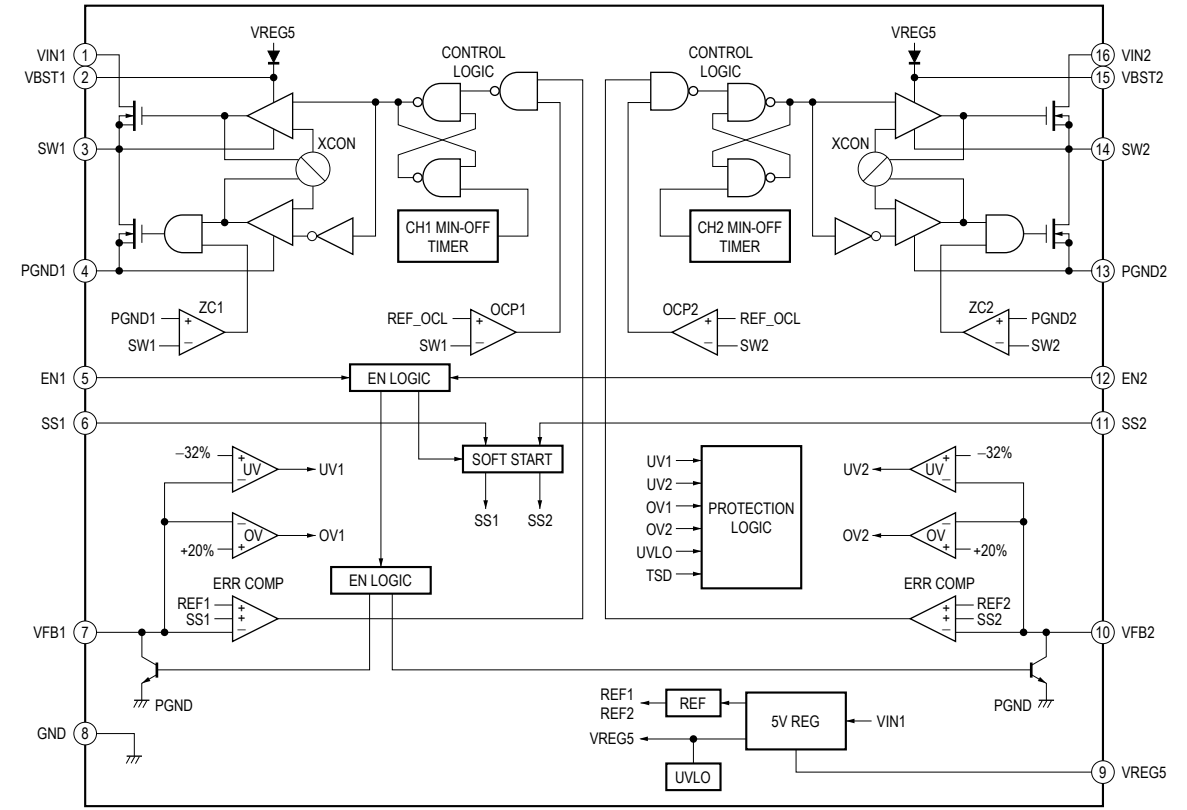 VREG5
VREG5
VIN1 1
CONTROL LOGIC
CONTROL LOGIC
16 VIN2
VBST1 2
15 VBST2
SW1 3
XCON
XCON
14 SW2
CH1 MIN-OFF TIMER
CH2 MIN-OFF TIMER
PGND1 4
13 PGND2
ZC1
OCP1
OCP2
ZC2
PGND1 +
REF_OCL +
+ REF_OCL
+ PGND2
SW1 −
SW1 −
− SW2
− SW2
EN1 5
EN LOGIC
12 EN2
SS1 6
11 SS2
−32% + UV −
UV1
SOFT START
SS1 SS2
− OV + +20%
OV1
UV1
UV2
OV1
OV2
UVLO
TSD
PROTECTION LOGIC
UV2
+ UV − −32%
OV2
− OV + +20%
EN LOGIC
ERR COMP
ERR COMP
REF1 +
SS1 +
−
+ REF2
+ SS2
−
VFB1 7
10 VFB2
PGND
PGND
GND 8
REF1
REF2
REF
5V REG
VIN1
VREG5
UVLO
9 VREG5